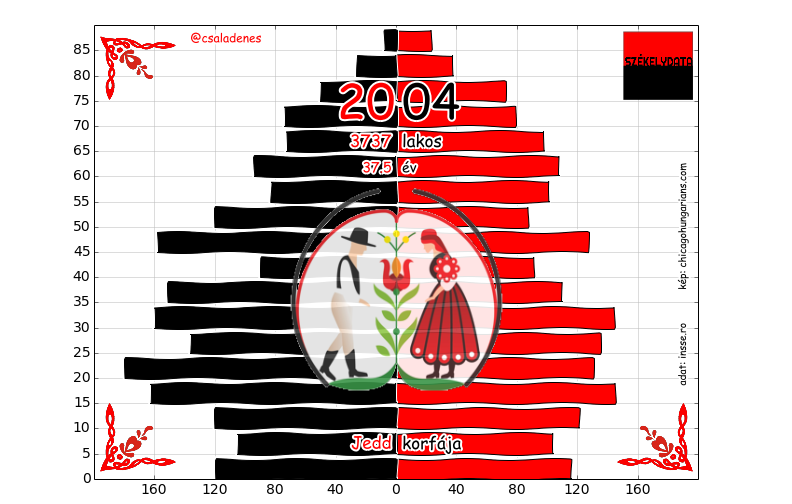 @csaladenes
SZÉKELYDATA
2004
3737 lakos
37.5 év
kép: chicagohungarians.com
adat: insse.ro
Jedd korfája
85
80
75
70
65
60
55
50
45
40
35
30
25
20
15
10
5
0
160 120 80 40 0 40 80 120 160